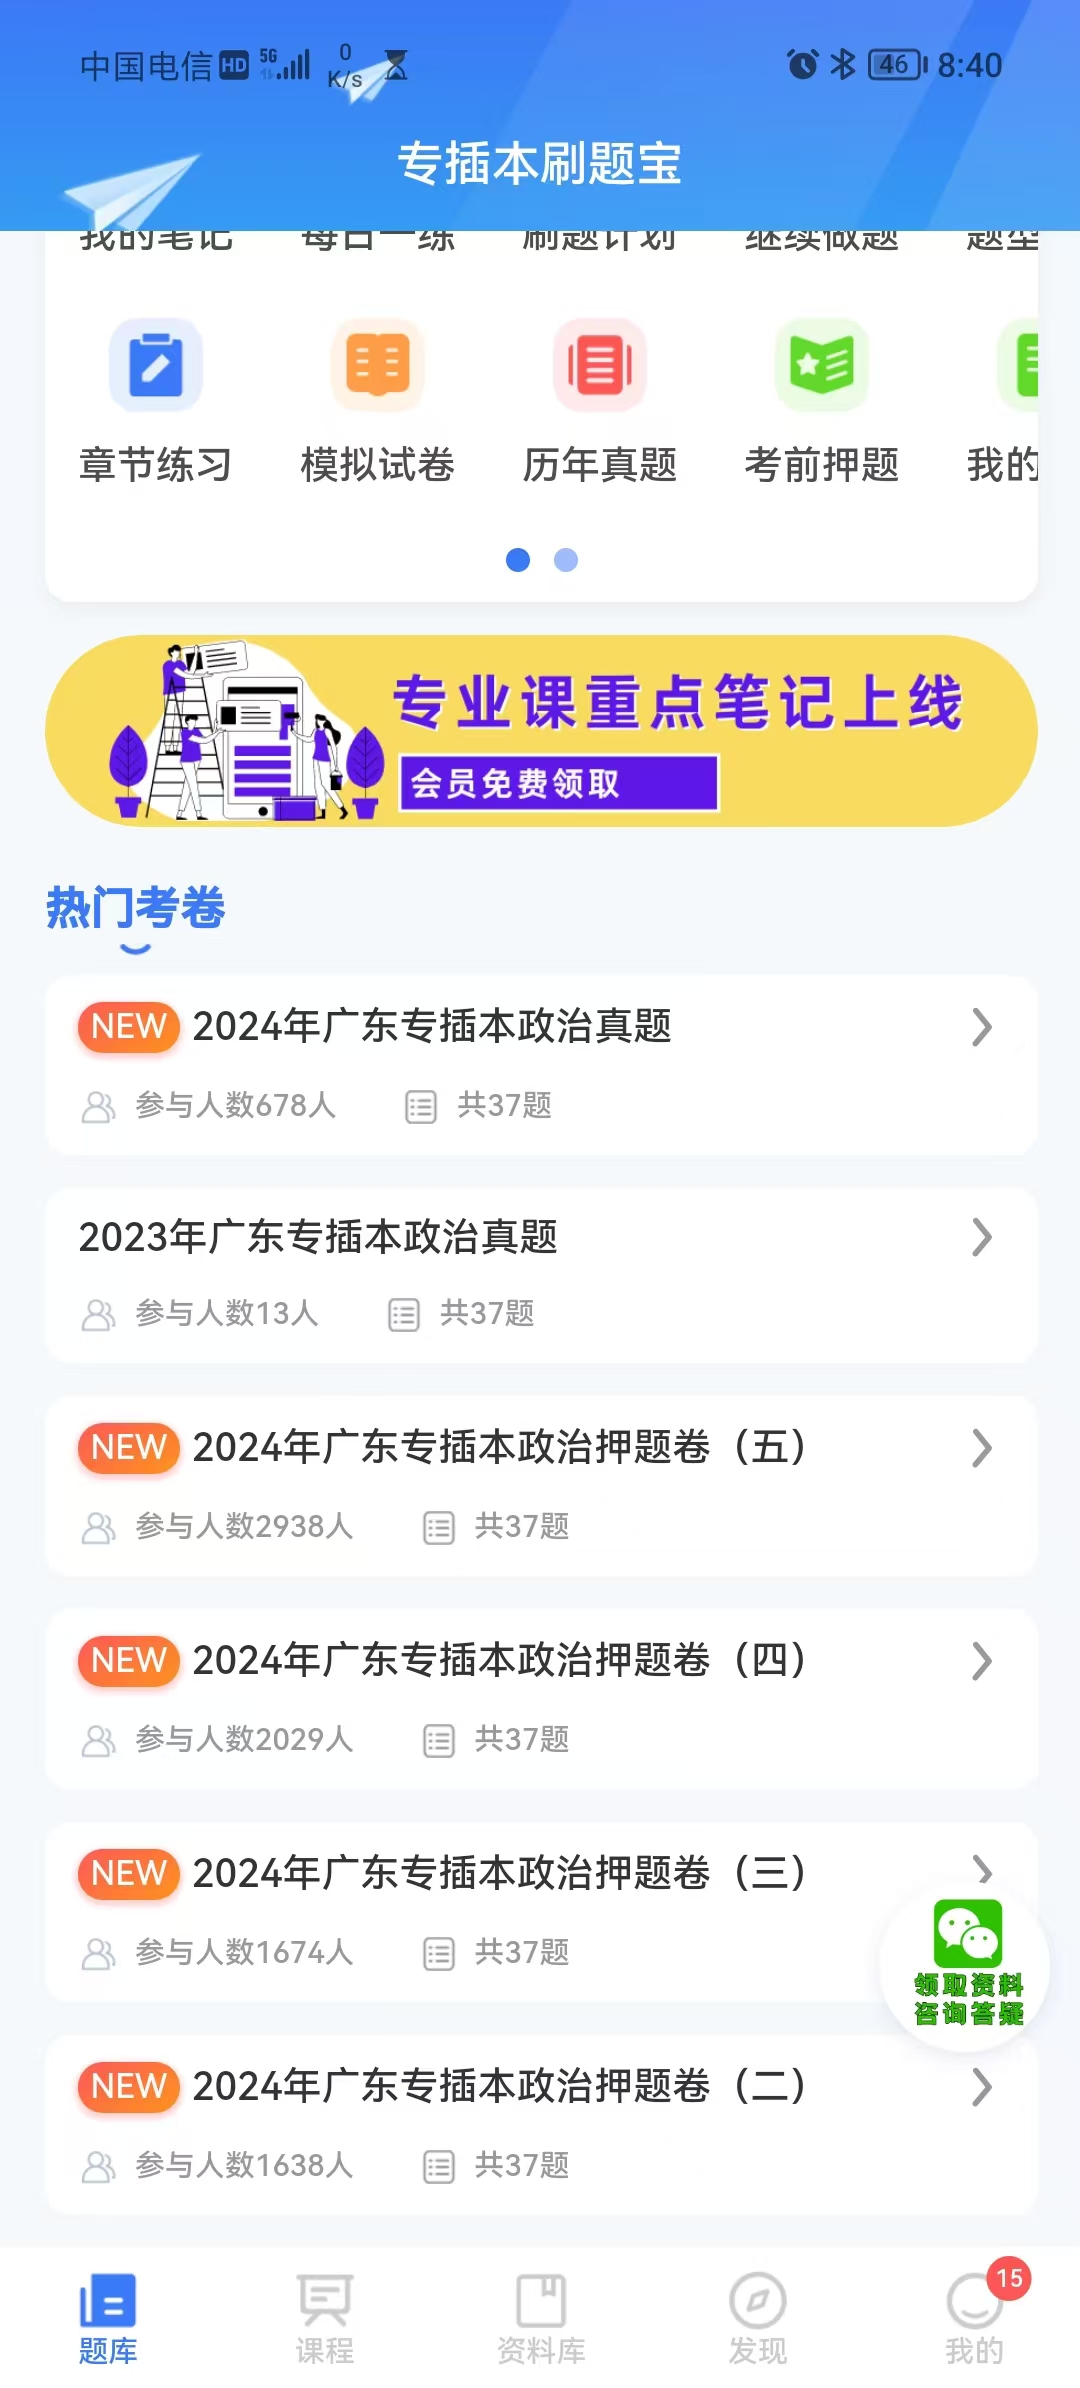 中国电信 HD 5G 0 K/s 46 8:40
专插本刷题宝
我的笔记 每日一练 刷题计划 继续做题 题型
章节练习 模拟试卷 历年真题 考前押题 我的
专业课重点笔记上线
会员免费领取
热门考卷
NEW 2024年广东专插本政治真题
参与人数678人 共37题
2023年广东专插本政治真题
参与人数13人 共37题
NEW 2024年广东专插本政治押题卷（五）
参与人数2938人 共37题
NEW 2024年广东专插本政治押题卷（四）
参与人数2029人 共37题
NEW 2024年广东专插本政治押题卷（三）
参与人数1674人 共37题
领取资料
咨询答疑
NEW 2024年广东专插本政治押题卷（二）
参与人数1638人 共37题
15
题库 课程 资料库 发现 我的